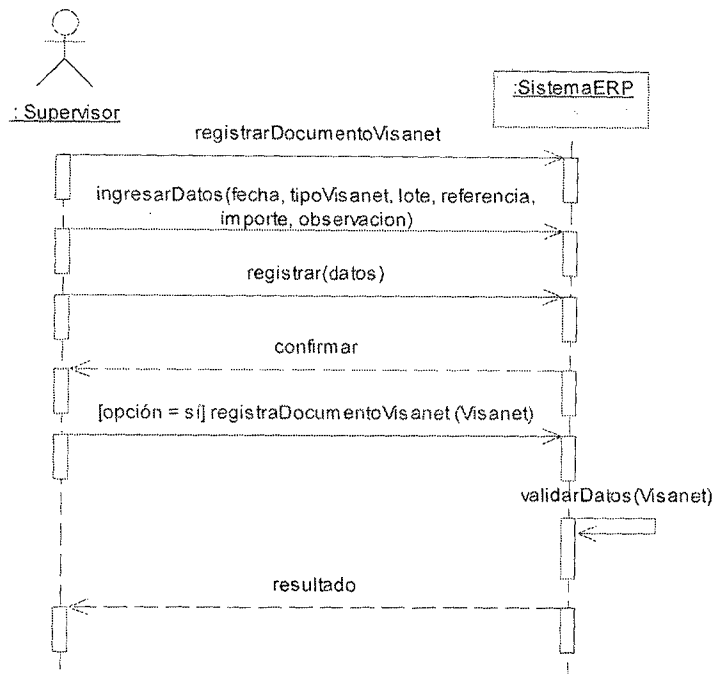 :SistemaERP
: Supervisor
registrarDocumentoVisanet
ingresarDatos(fecha, tipoVisanet, lote, referencia,
importe, observacion)
registrar(datos)
confirmar
[opción = sí] registraDocumentoVisanet (Visanet)
validarDatos(Visanet)
resultado